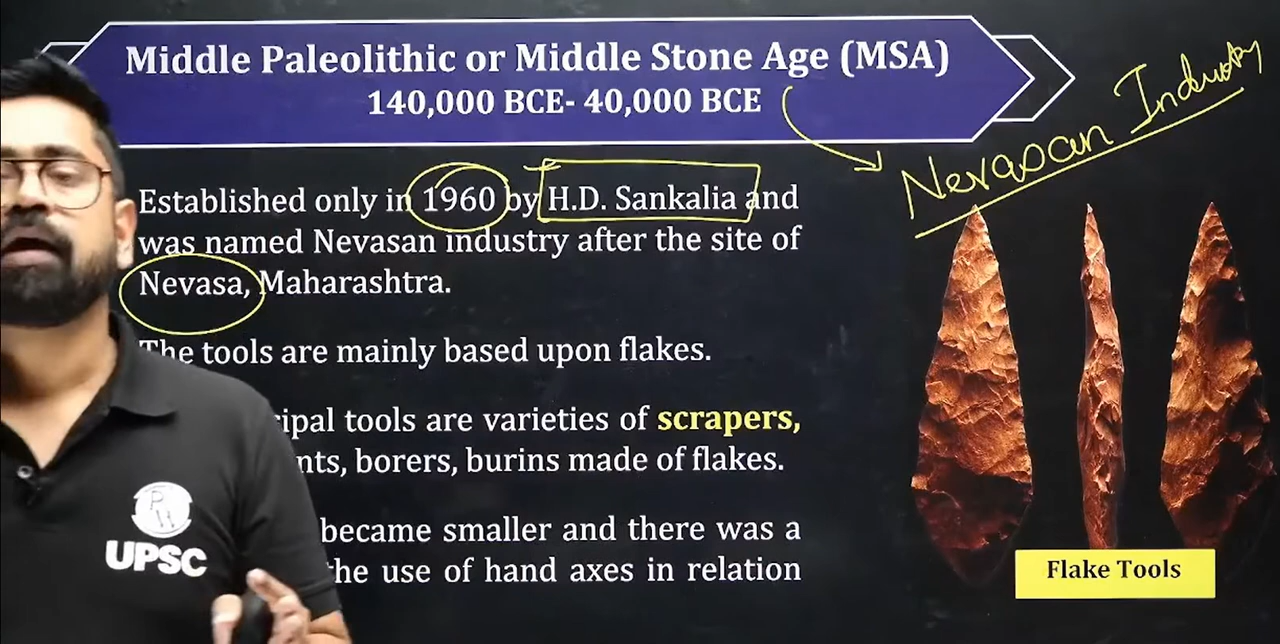 Middle Paleolithic or Middle Stone Age (MSA)
140,000 BCE- 40,000 BCE
Nevasan Industry
Established only in 1960 by H.D. Sankalia and
was named Nevasan industry after the site of
Nevasa, Maharashtra.
The tools are mainly based upon flakes.
tools are varieties of scrapers,
borers, burins made of flakes.
became smaller and there was a
the use of hand axes in relation
Flake Tools
PW
UPSC